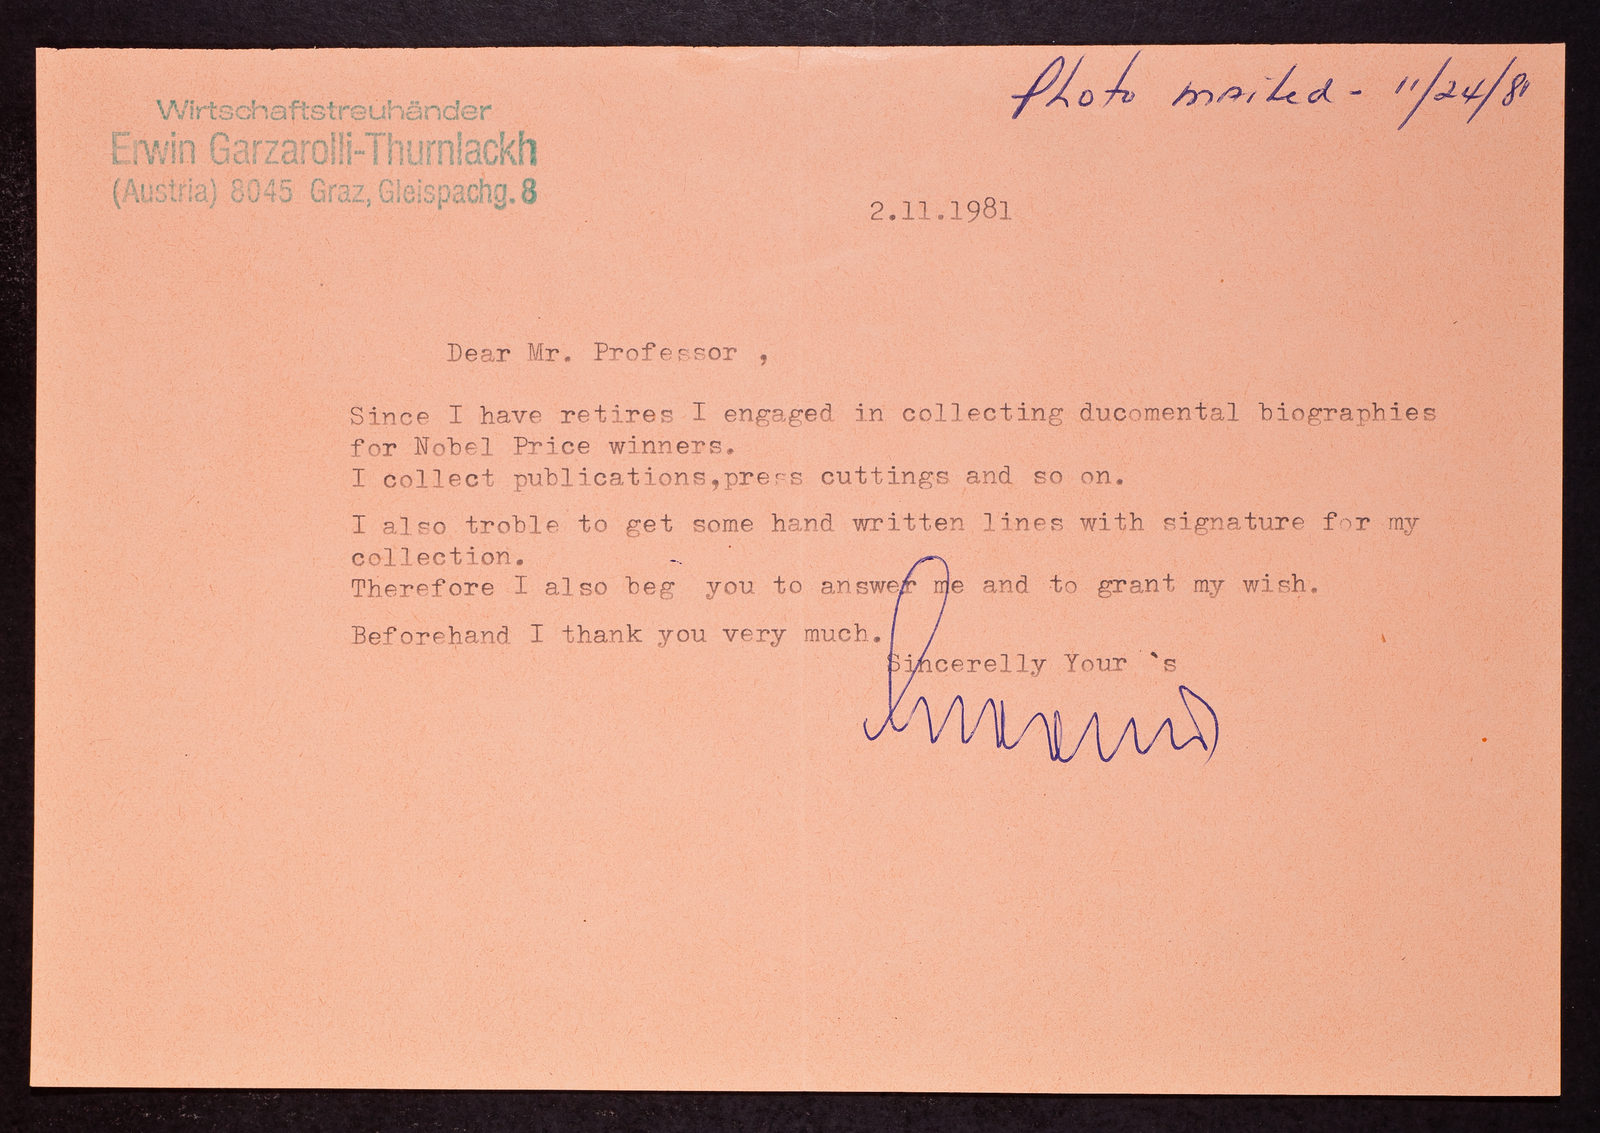 Photo mailed - 11/24/81
Wirtschaftstreuhänder
Erwin Garzarolli-Thurnlackh
(Austria) 8045 Graz, Gleispachg. 8
2.11.1981
Dear Mr. Professor ,
Since I have retires I engaged in collecting ducomental biographies
for Nobel Price winners.
I collect publications,press cuttings and so on.
I also troble to get some hand written lines with signature for my
collection.
Therefore I also beg you to answer me and to grant my wish.
Beforehand I thank you very much.
Sincerelly Your `s